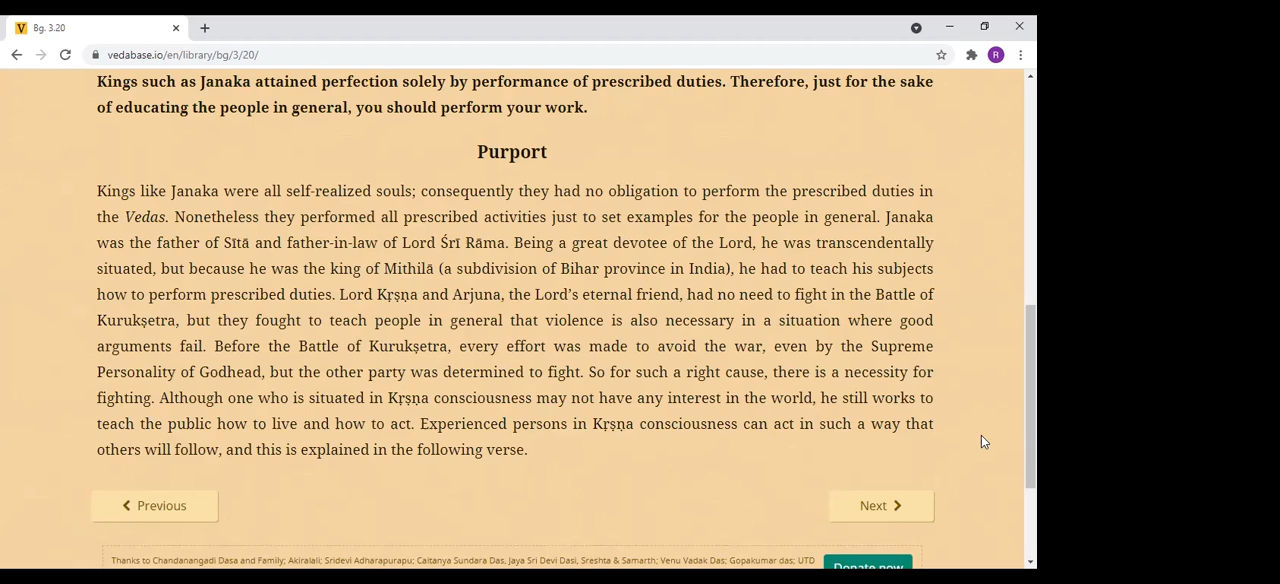 V Bg. 3.20
vedabase.io/en/library/bg/3/20/
R
Kings such as Janaka attained perfection solely by performance of prescribed duties. Therefore, just for the sake
of educating the people in general, you should perform your work.
Purport
Kings like Janaka were all self-realized souls; consequently they had no obligation to perform the prescribed duties in
the Vedas. Nonetheless they performed all prescribed activities just to set examples for the people in general. Janaka
was the father of Sītā and father-in-law of Lord Śrī Rāma. Being a great devotee of the Lord, he was transcendentally
situated, but because he was the king of Mithilā (a subdivision of Bihar province in India), he had to teach his subjects
how to perform prescribed duties. Lord Kṛṣṇa and Arjuna, the Lord’s eternal friend, had no need to fight in the Battle of
Kurukṣetra, but they fought to teach people in general that violence is also necessary in a situation where good
arguments fail. Before the Battle of Kurukṣetra, every effort was made to avoid the war, even by the Supreme
Personality of Godhead, but the other party was determined to fight. So for such a right cause, there is a necessity for
fighting. Although one who is situated in Kṛṣṇa consciousness may not have any interest in the world, he still works to
teach the public how to live and how to act. Experienced persons in Kṛṣṇa consciousness can act in such a way that
others will follow, and this is explained in the following verse.
Previous
Next
Thanks to Chandanangadi Dasa and Family; Akiralali; Sridevi Adharapurapu; Caitanya Sundara Das, Jaya Sri Devi Dasi, Sreshta & Samarth; Venu Vadak Das; Gopakumar das; UTD
Donate now